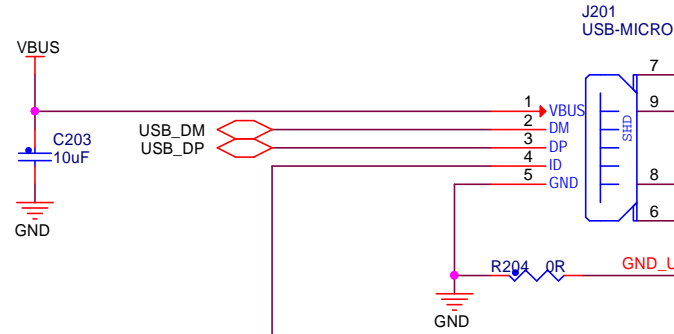 J201
USB-MICRO
VBUS
7
1
VBUS
9
USB_DM
2
DM
C203
10uF
USB_DP
3
DP
SHD
4
ID
5
GND
8
GND
6
R204
0R
GND_U
GND